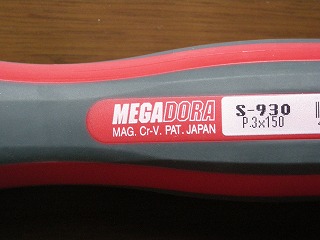 MEGADORA
MAG. Cr-V. PAT. JAPAN
S-930
P.3x150